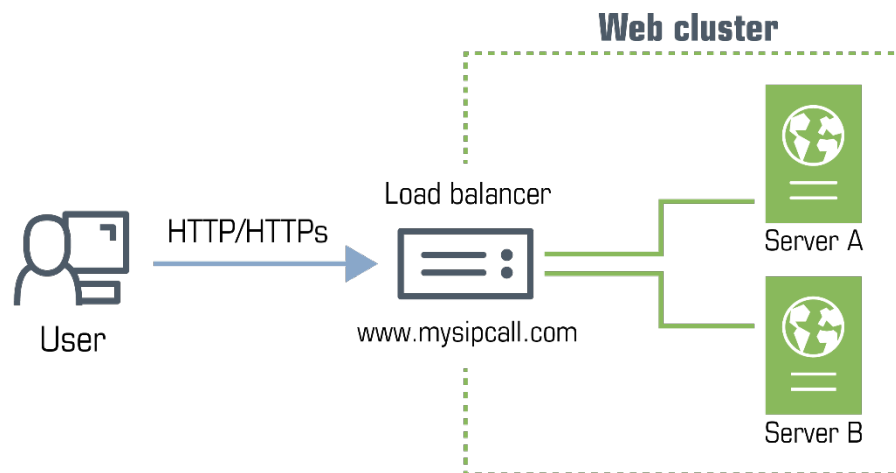 Web cluster
Load balancer
HTTP/HTTPs
User
www.mysipcall.com
Server A
Server B